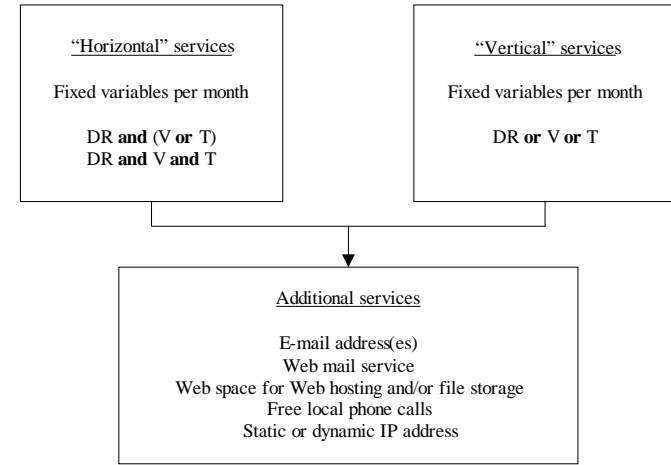 “Horizontal” services
Fixed variables per month
DR and (V or T)
DR and V and T
“Vertical” services
Fixed variables per month
DR or V or T
Additional services
E-mail address(es)
Web mail service
Web space for Web hosting and/or file storage
Free local phone calls
Static or dynamic IP address